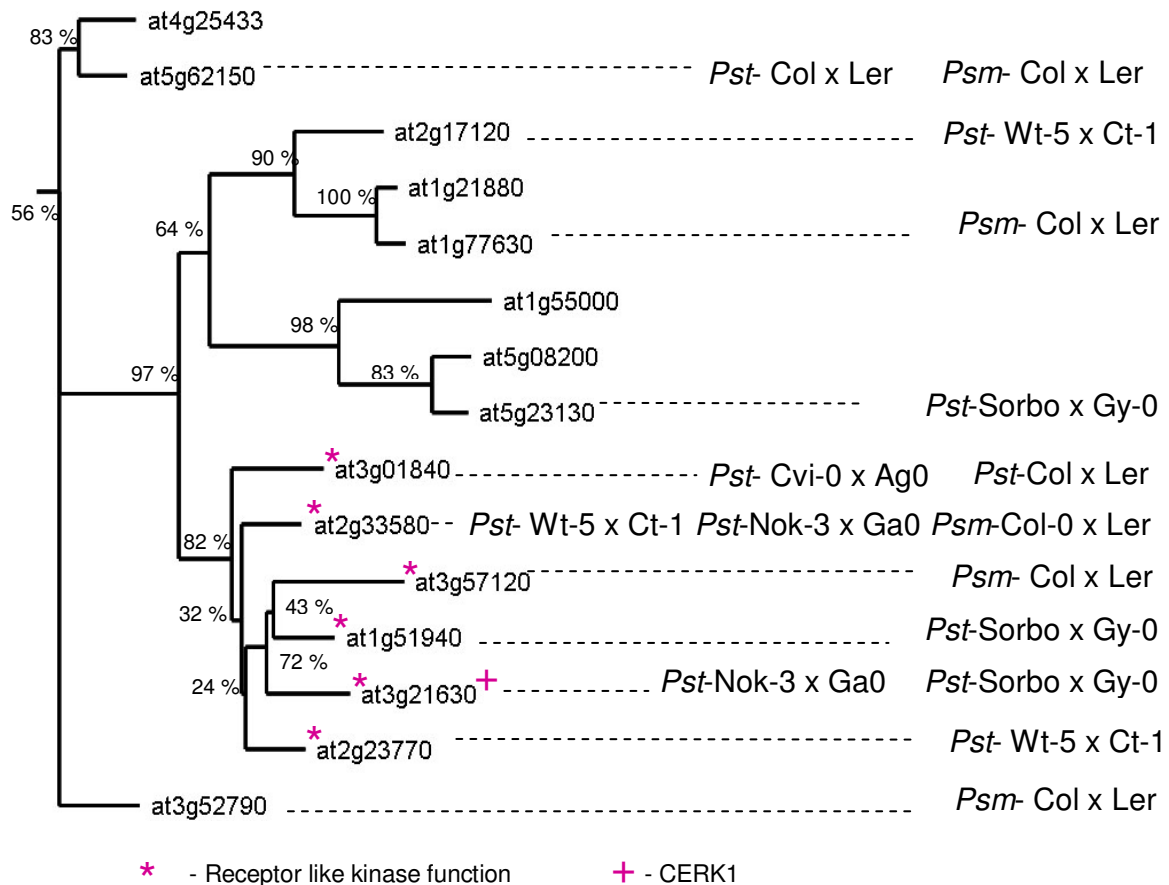 at4g25433
83 %
at5g62150 Pst- Col x Ler Psm- Col x Ler
at2g17120 Pst- Wt-5 x Ct-1
90 %
at1g21880
100 %
56 %
64 %
at1g77630 Psm- Col x Ler
at1g55000
98 %
at5g08200
97 %
83 %
at5g23130 Pst-Sorbo x Gy-0
*at3g01840 Pst- Cvi-0 x Ag0 Pst-Col x Ler
*at2g33580 Pst- Wt-5 x Ct-1 Pst-Nok-3 x Ga0 Psm-Col-0 x Ler
82 %
*at3g57120 Psm- Col x Ler
43 %
32 %
*at1g51940 Pst-Sorbo x Gy-0
72 %
24 %
*at3g21630+ Pst-Nok-3 x Ga0 Pst-Sorbo x Gy-0
*at2g23770 Pst- Wt-5 x Ct-1
at3g52790 Psm- Col x Ler
* - Receptor like kinase function + - CERK1